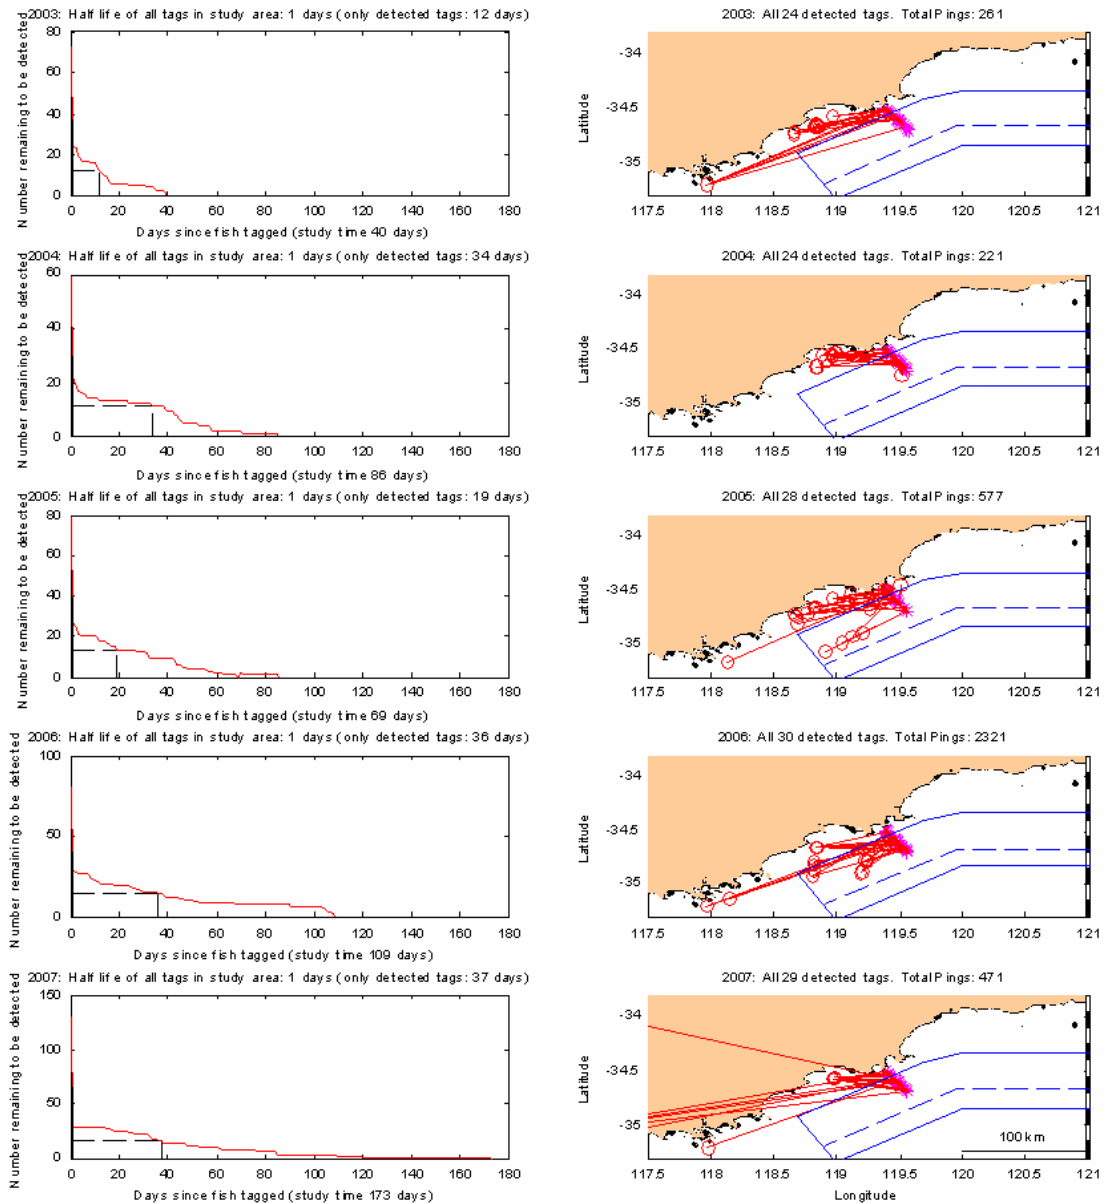 2003: Half life of all tags in study area: 1 days (only detected tags: 12 days)
Number remaining to be detected
80
60
40
20
0
0 20 40 60 80 100 120 140 160 180
Days since fish tagged (study time 40 days)
2003: All 24 detected tags. Total Pings: 261
Latitude
-34
-34.5
-35
117.5 118 118.5 119 119.5 120 120.5 121
2004: Half life of all tags in study area: 1 days (only detected tags: 34 days)
Number remaining to be detected
60
40
20
0
0 20 40 60 80 100 120 140 160 180
Days since fish tagged (study time 86 days)
2004: All 24 detected tags. Total Pings: 221
Latitude
-34
-34.5
-35
117.5 118 118.5 119 119.5 120 120.5 121
2005: Half life of all tags in study area: 1 days (only detected tags: 19 days)
Number remaining to be detected
80
60
40
20
0
0 20 40 60 80 100 120 140 160 180
Days since fish tagged (study time 69 days)
2005: All 28 detected tags. Total Pings: 577
Latitude
-34
-34.5
-35
117.5 118 118.5 119 119.5 120 120.5 121
2006: Half life of all tags in study area: 1 days (only detected tags: 36 days)
Number remaining to be detected
100
50
0
0 20 40 60 80 100 120 140 160 180
Days since fish tagged (study time 109 days)
2006: All 30 detected tags. Total Pings: 2321
Latitude
-34
-34.5
-35
117.5 118 118.5 119 119.5 120 120.5 121
2007: Half life of all tags in study area: 1 days (only detected tags: 37 days)
Number remaining to be detected
150
100
50
0
0 20 40 60 80 100 120 140 160 180
Days since fish tagged (study time 173 days)
2007: All 29 detected tags. Total Pings: 471
Latitude
-34
-34.5
-35
100 km
117.5 118 118.5 119 119.5 120 120.5 121
Longitude